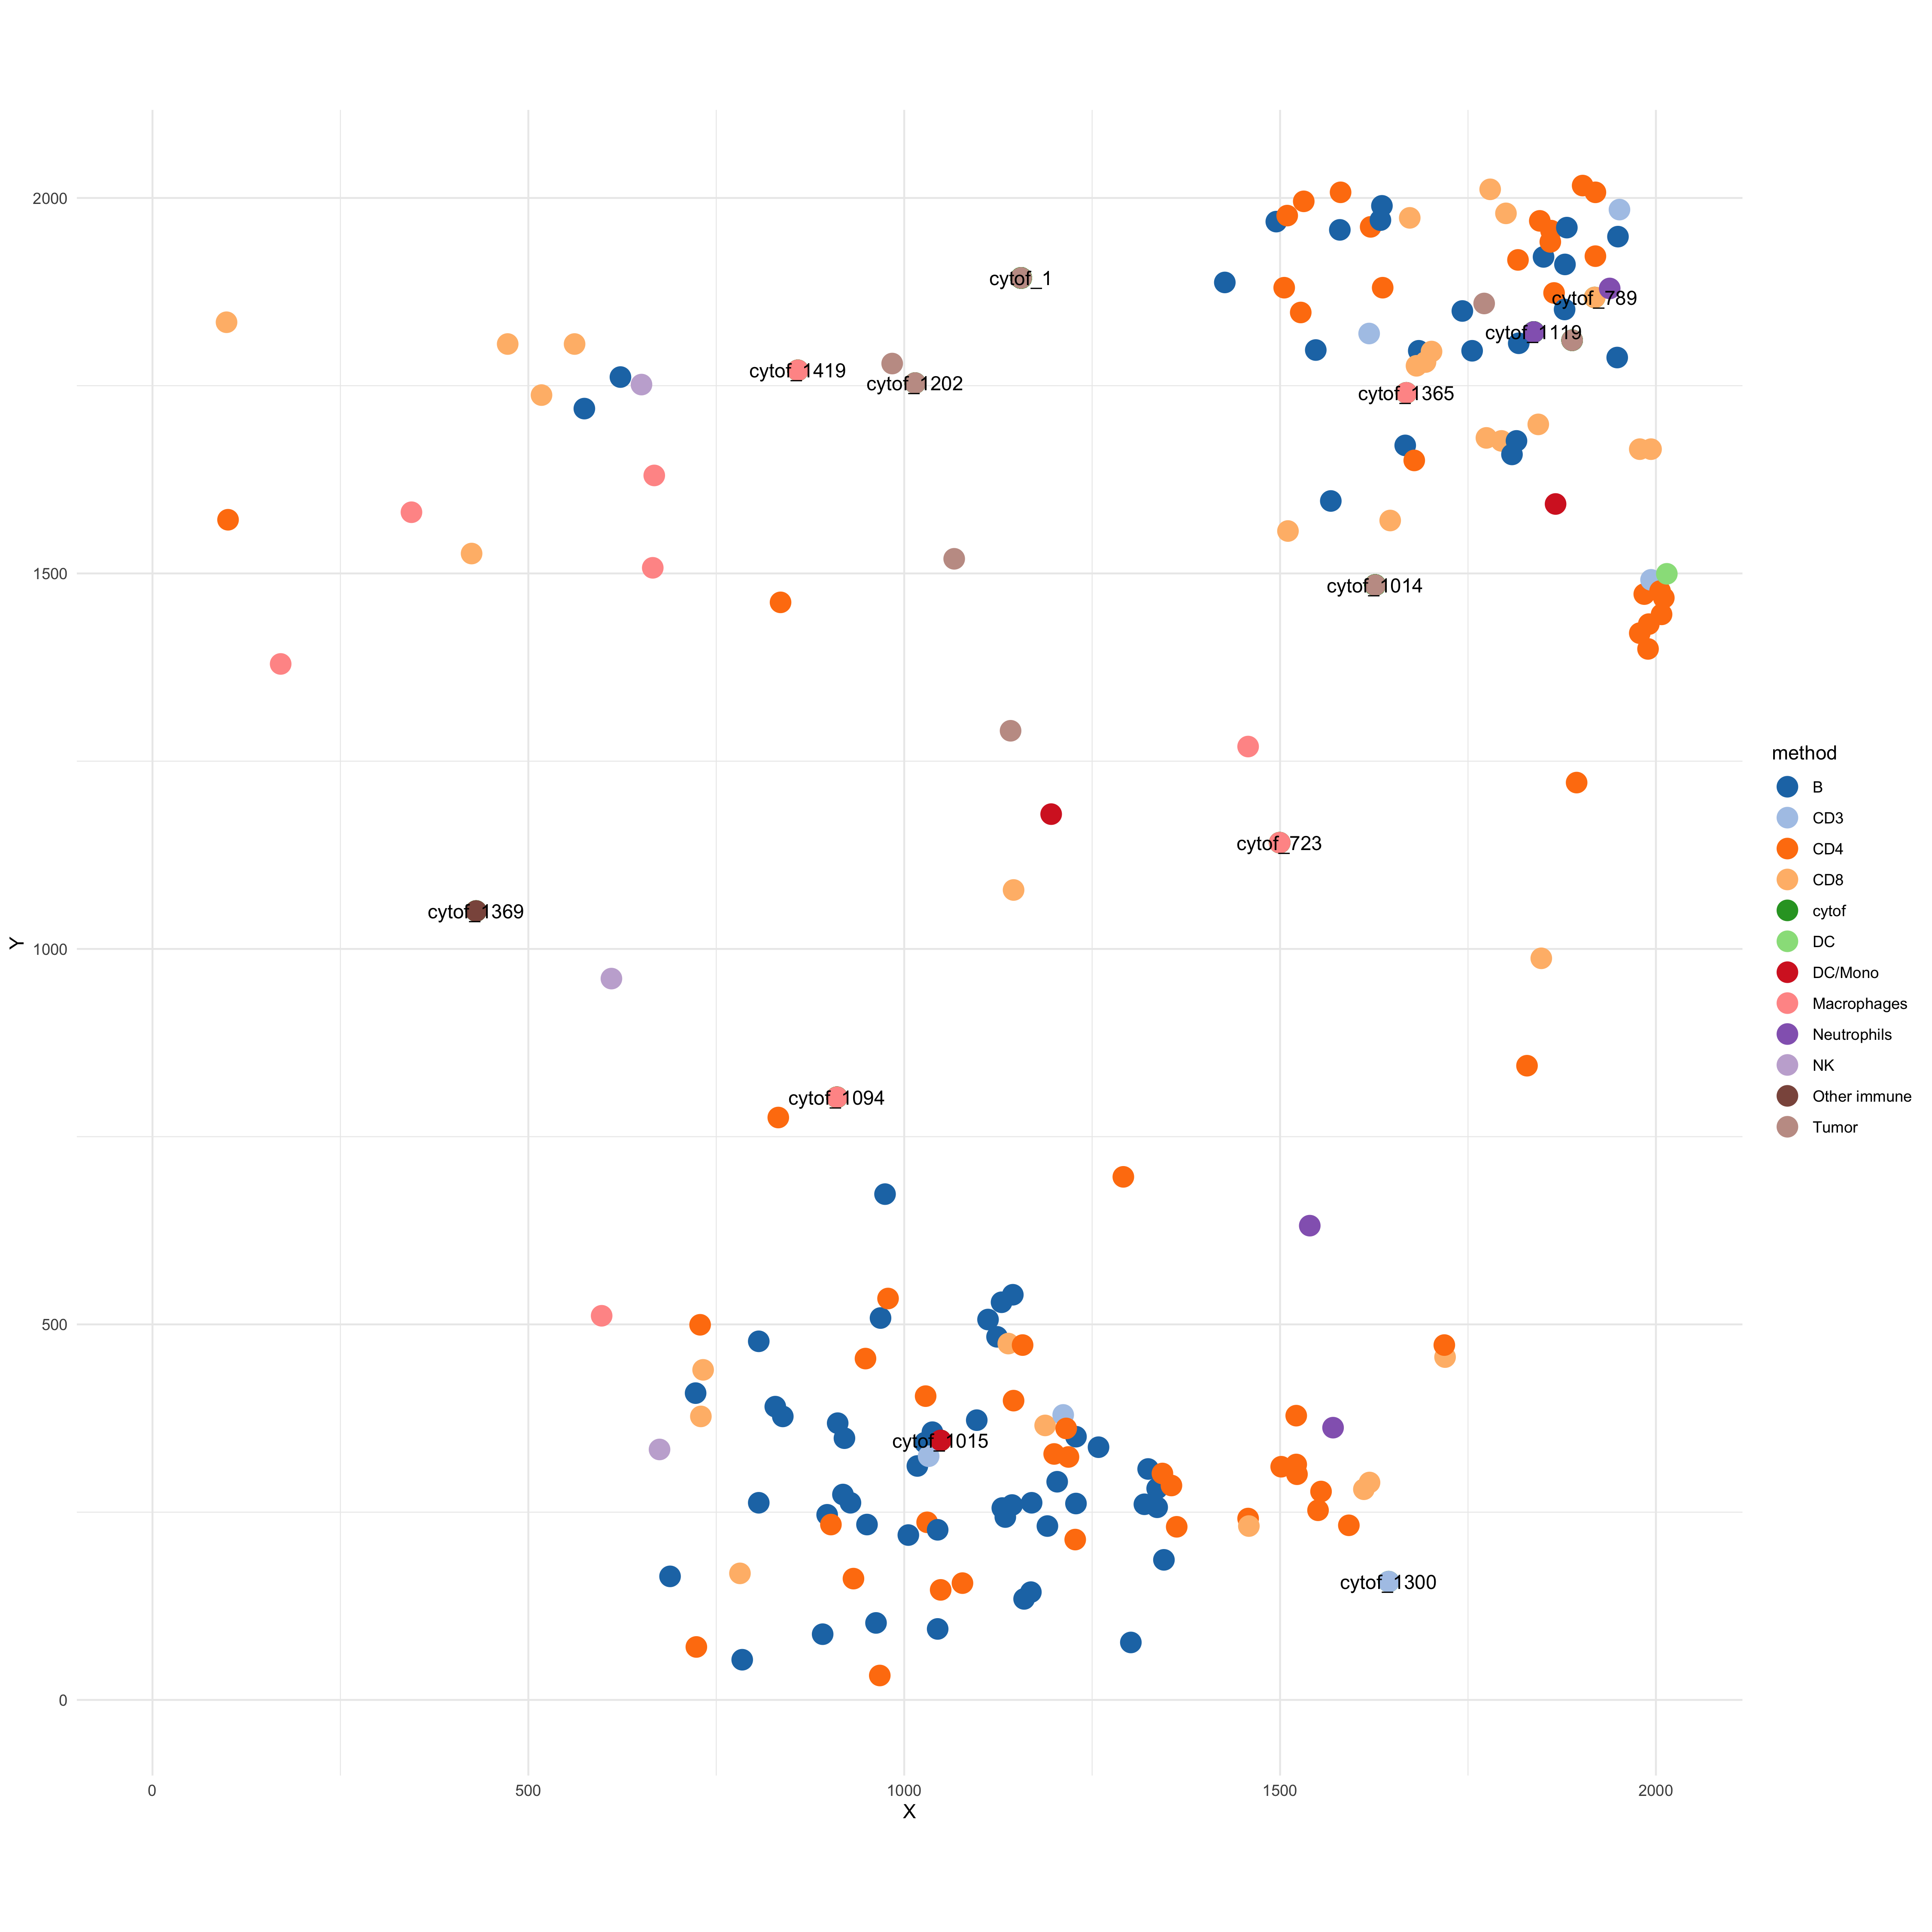 2000
1500
1000
500
0
Y
0
500
1000
1500
2000
X
cytof_1
cytof_789
cytof_1119
cytof_1419
cytof_1202
cytof_1365
cytof_1014
cytof_723
cytof_1369
cytof_1094
cytof_1015
cytof_1300
method
B
CD3
CD4
CD8
cytof
DC
DC/Mono
Macrophages
Neutrophils
NK
Other immune
Tumor